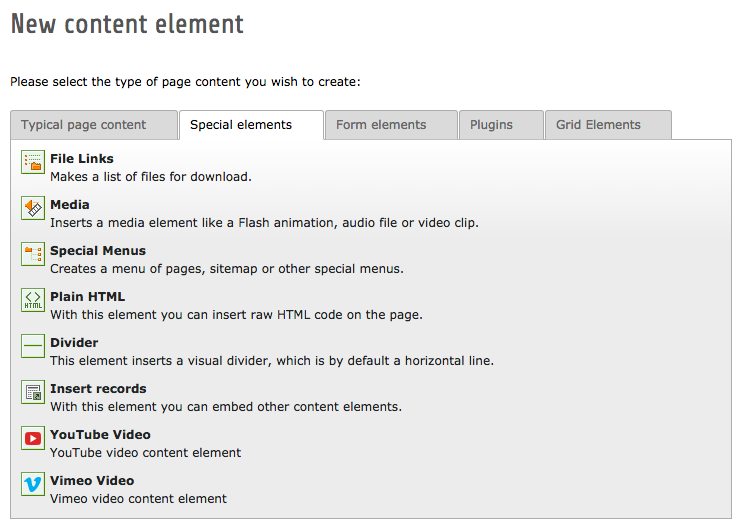 New content element
Please select the type of page content you wish to create:
Typical page content Special elements Form elements Plugins Grid Elements
File Links
Makes a list of files for download.
Media
Inserts a media element like a Flash animation, audio file or video clip.
Special Menus
Creates a menu of pages, sitemap or other special menus.
Plain HTML
HTML
With this element you can insert raw HTML code on the page.
Divider
This element inserts a visual divider, which is by default a horizontal line.
Insert records
With this element you can embed other content elements.
YouTube Video
YouTube video content element
Vimeo Video
Vimeo video content element